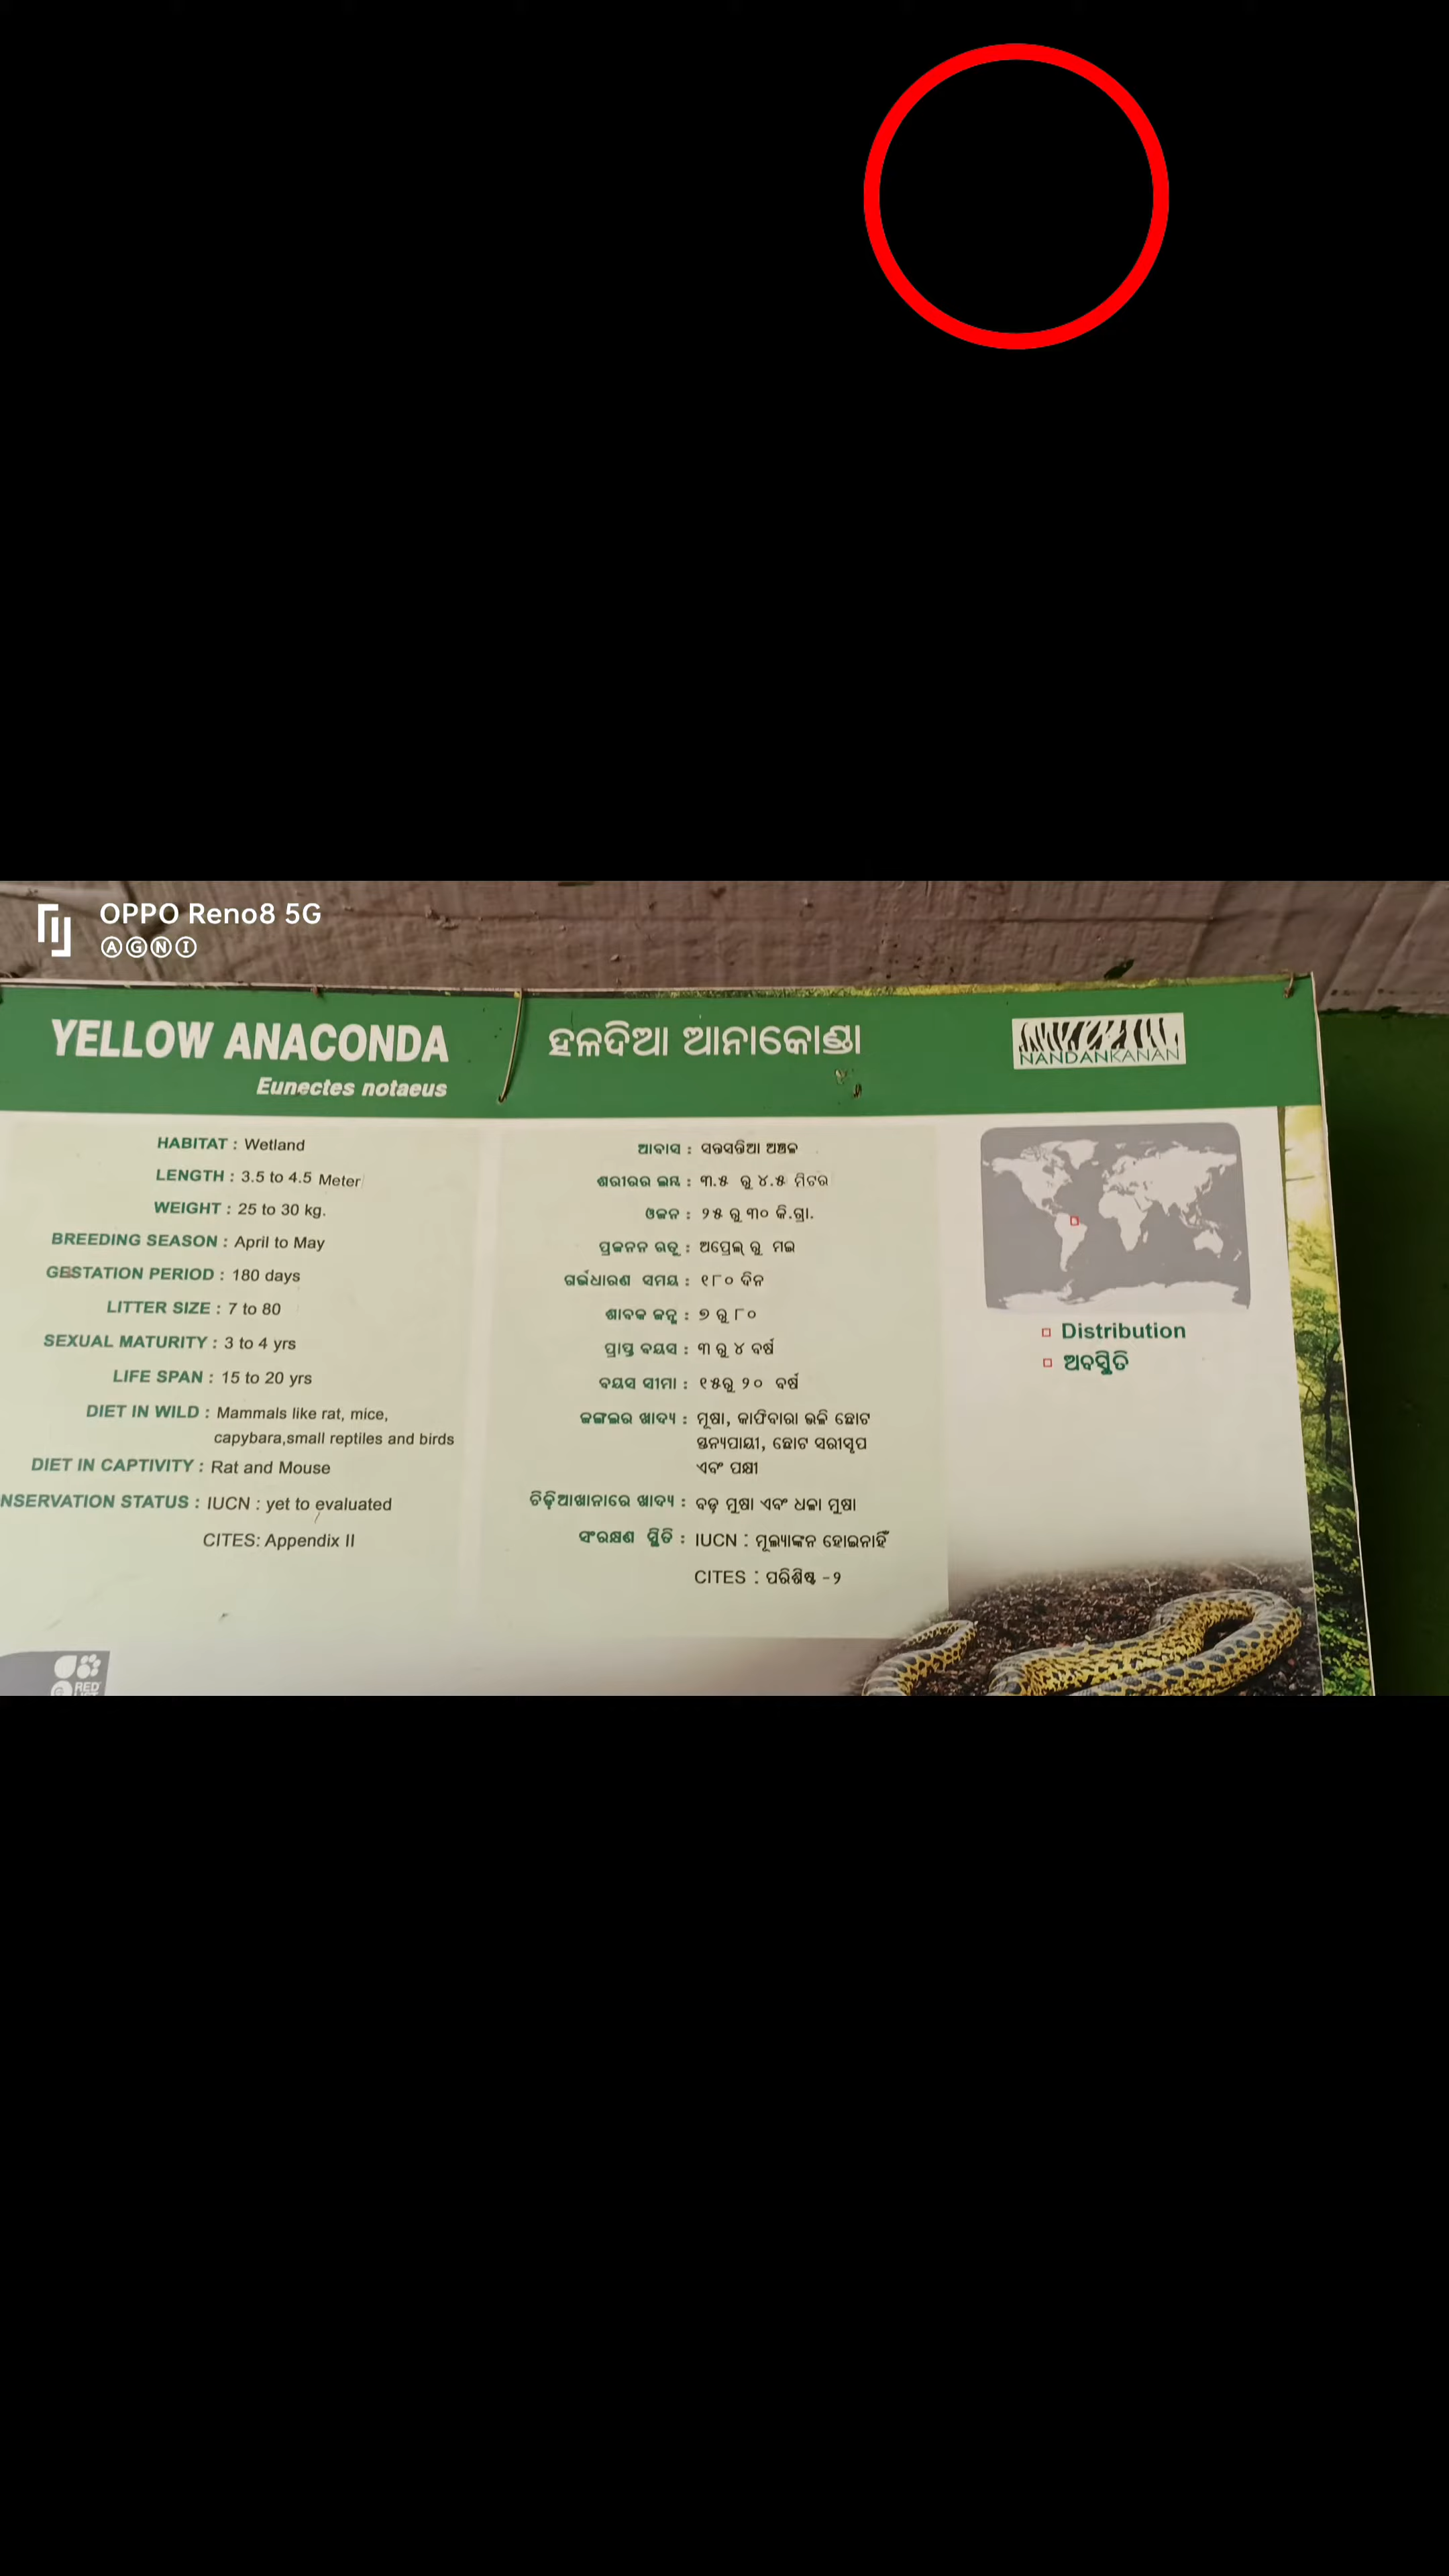 OPPO Reno8 5G
ⒶⒼⓃⒾ
YELLOW ANACONDA
Eunectes notaeus
HABITAT : Wetland
LENGTH : 3.5 to 4.5 Meter
WEIGHT : 25 to 30 kg.
BREEDING SEASON : April to May
GESTATION PERIOD : 180 days
LITTER SIZE : 7 to 80
SEXUAL MATURITY : 3 to 4 yrs
LIFE SPAN : 15 to 20 yrs
DIET IN WILD : Mammals like rat, mice,
capybara,small reptiles and birds
DIET IN CAPTIVITY : Rat and Mouse
NSERVATION STATUS : IUCN : yet to evaluated
CITES: Appendix II
RED
ହଳଦିଆ ଆନାକୋଣ୍ଡା
ଆବାସ : ସନ୍ତସନ୍ତିଆ ଅଞ୍ଚଳ
ଶରୀରର ଲମ୍ବ : ୩.୫ ରୁ ୪.୫ ମିଟର
ଓଜନ : ୨୫ ରୁ ୩୦ କି.ଗ୍ରା.
ପ୍ରଜନନ ଋତୁ : ଅପ୍ରେଲ୍ ରୁ ମଇ
ଗର୍ଭଧାରଣ ସମୟ : ୧୮୦ ଦିନ
ଶାବକ ଜନ୍ମ : ୭ ରୁ ୮୦
ପ୍ରାପ୍ତ ବୟସ : ୩ ରୁ ୪ ବର୍ଷ
ବୟସ ସୀମା : ୧୫ରୁ ୨୦ ବର୍ଷ
ଜଙ୍ଗଲର ଖାଦ୍ୟ : ମୂଷା, କାପିବାରା ଭଳି ଛୋଟ
ସ୍ତନ୍ୟପାୟୀ, ଛୋଟ ସରୀସୃପ
ଏବଂ ପକ୍ଷୀ
ଚିଡ଼ିଆଖାନାରେ ଖାଦ୍ୟ : ବଡ଼ ମୁଷା ଏବଂ ଧଳା ମୁଷା
ସଂରକ୍ଷଣ ସ୍ଥିତି : IUCN : ମୂଲ୍ୟାଙ୍କନ ହୋଇନାହିଁ
CITES : ପରିଶିଷ୍ଟ -୨
NANDANKANAN
Distribution
ଅବସ୍ଥିତି